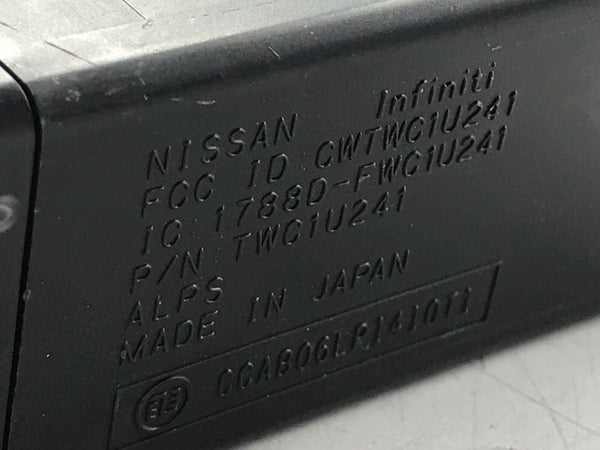 NISSAN Infiniti
FCC ID CWTWC1U241
IC 1788D-FWC1U241
P/N TWC1U241
ALPS
MADE IN JAPAN
CCAB06LR1410T1